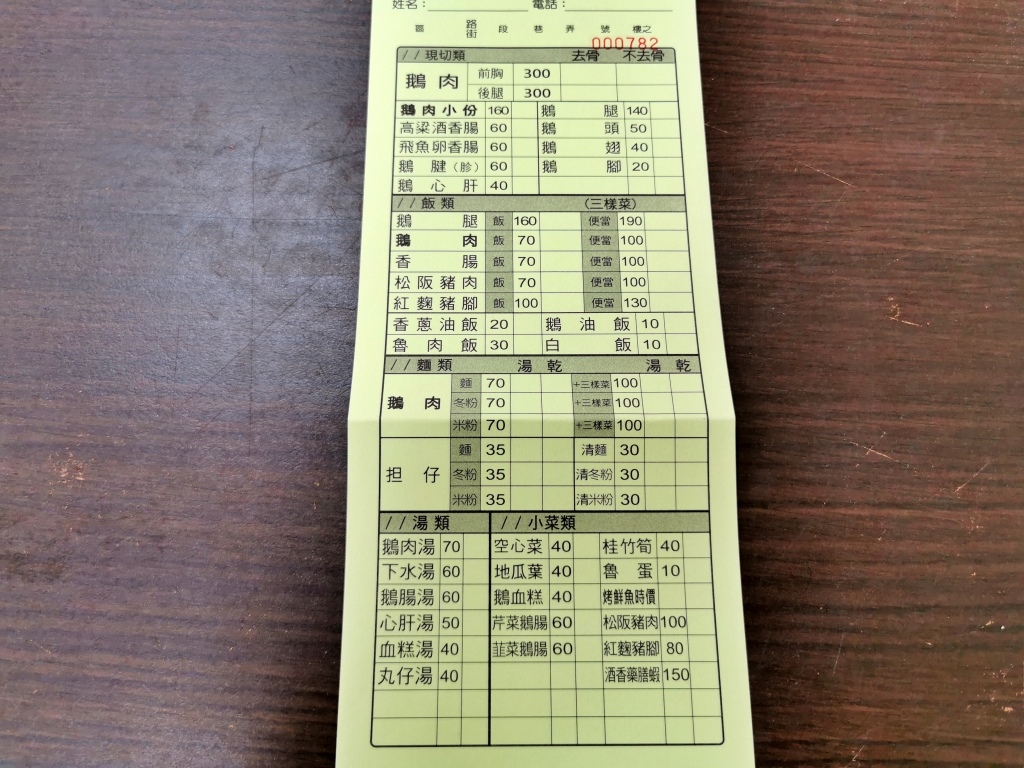 姓名： 電話：
區 路街 段 巷 弄 號 樓之
000782
//現切類 去骨 不去骨
鵝肉 前胸 300
後腿 300
鵝肉小份 160 鵝腿 140
高粱酒香腸 60 鵝頭 50
飛魚卵香腸 60 鵝翅 40
鵝腱(胗) 60 鵝腳 20
鵝心肝 40
//飯類 (三樣菜)
鵝腿 飯 160 便當 190
鵝肉 飯 70 便當 100
香腸 飯 70 便當 100
松阪豬肉 飯 70 便當 100
紅麴豬腳 飯 100 便當 130
香蔥油飯 20 鵝油飯 10
魯肉飯 30 白飯 10
//麵類 湯 乾 湯 乾
鵝肉 麵 70 +三樣菜 100
冬粉 70 +三樣菜 100
米粉 70 +三樣菜 100
担仔 麵 35 清麵 30
冬粉 35 清冬粉 30
米粉 35 清米粉 30
//湯類 //小菜類
鵝肉湯 70 空心菜 40 桂竹筍 40
下水湯 60 地瓜葉 40 魯蛋 10
鵝腸湯 60 鵝血糕 40 烤鮮魚時價
心肝湯 50 芹菜鵝腸 60 松阪豬肉 100
血糕湯 40 韮菜鵝腸 60 紅麴豬腳 80
丸仔湯 40 酒香藥膳蝦 150